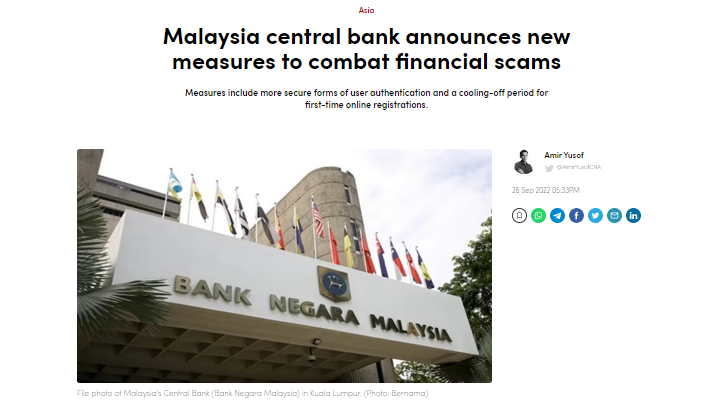 Asia
Malaysia central bank announces new
measures to combat financial scams
Measures include more secure forms of user authentication and a cooling-off period for
first-time online registrations.
Amir Yusof
@AmirYusofCNA
26 Sep 2022 05:33PM
BANK NEGARA MALAYSIA
File photo of Malaysia's Central Bank (Bank Negara Malaysia) in Kuala Lumpur. (Photo: Bernama)